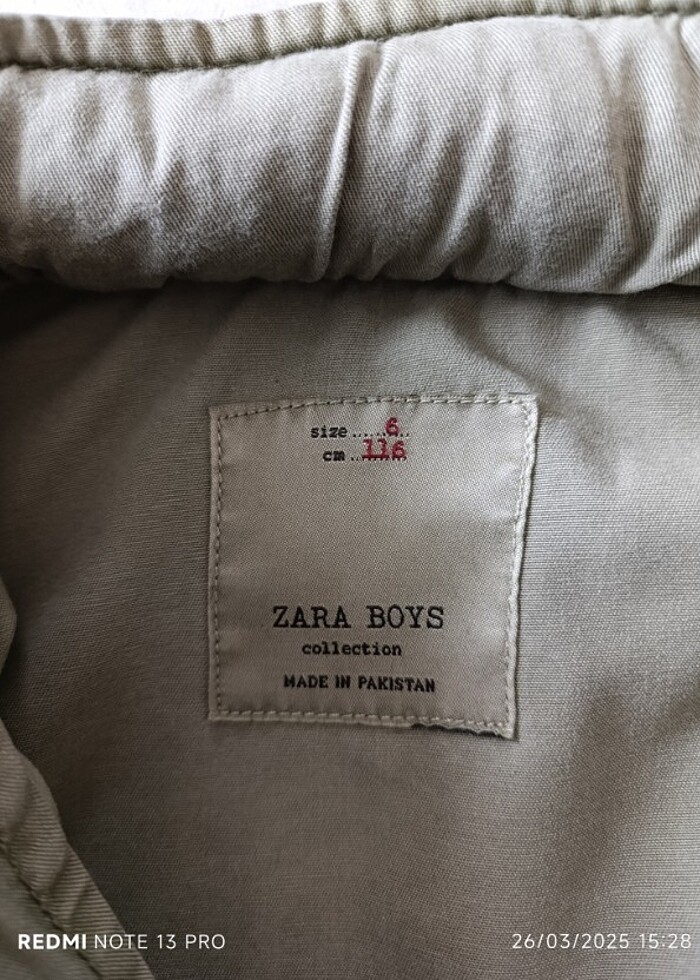 size ......6..
cm ..116
ZARA BOYS
collection
MADE IN PAKISTAN
REDMI NOTE 13 PRO
26/03/2025 15:28